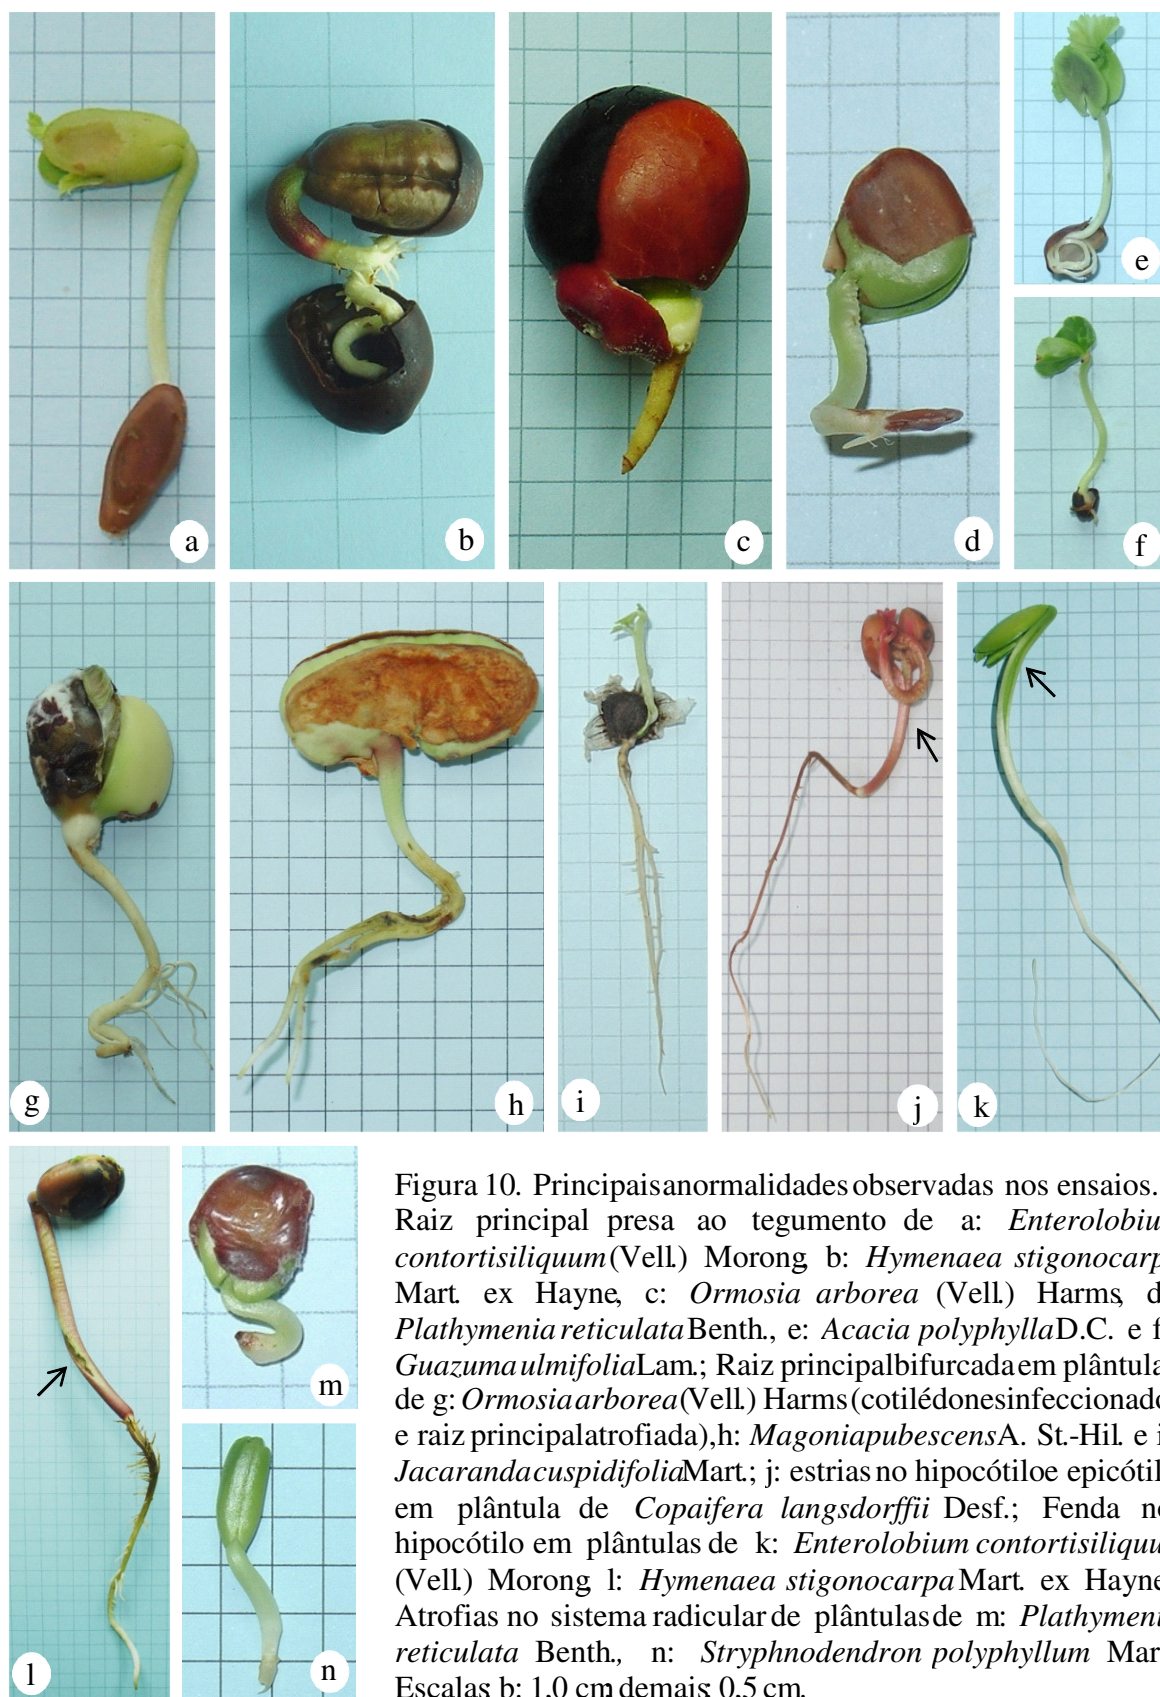 a
b
c
d
e
f
g
h
i
j
k
l
m
n
Figura 10. Principais anormalidades observadas nos ensaios.
Raiz principal presa ao tegumento de a: Enterolobiu
contortisiliquum (Vell.) Morong, b: Hymenaea stigonocarp
Mart. ex Hayne, c: Ormosia arborea (Vell.) Harms, d
Plathymenia reticulata Benth., e: Acacia polyphylla D.C. e f
Guazuma ulmifolia Lam.; Raiz principal bifurcada em plântula
de g: Ormosia arborea (Vell.) Harms (cotilédones infeccionado
e raiz principal atrofiada), h: Magonia pubescens A. St.-Hil. e i
Jacaranda cuspidifolia Mart.; j: estrias no hipocótilo e epicótil
em plântula de Copaifera langsdorffii Desf.; Fenda no
hipocótilo em plântulas de k: Enterolobium contortisiliquu
(Vell.) Morong, l: Hymenaea stigonocarpa Mart. ex Hayne
Atrofias no sistema radicular de plântulas de m: Plathymeni
reticulata Benth., n: Stryphnodendron polyphyllum Mar
Escalas b: 1,0 cm; demais: 0,5 cm.